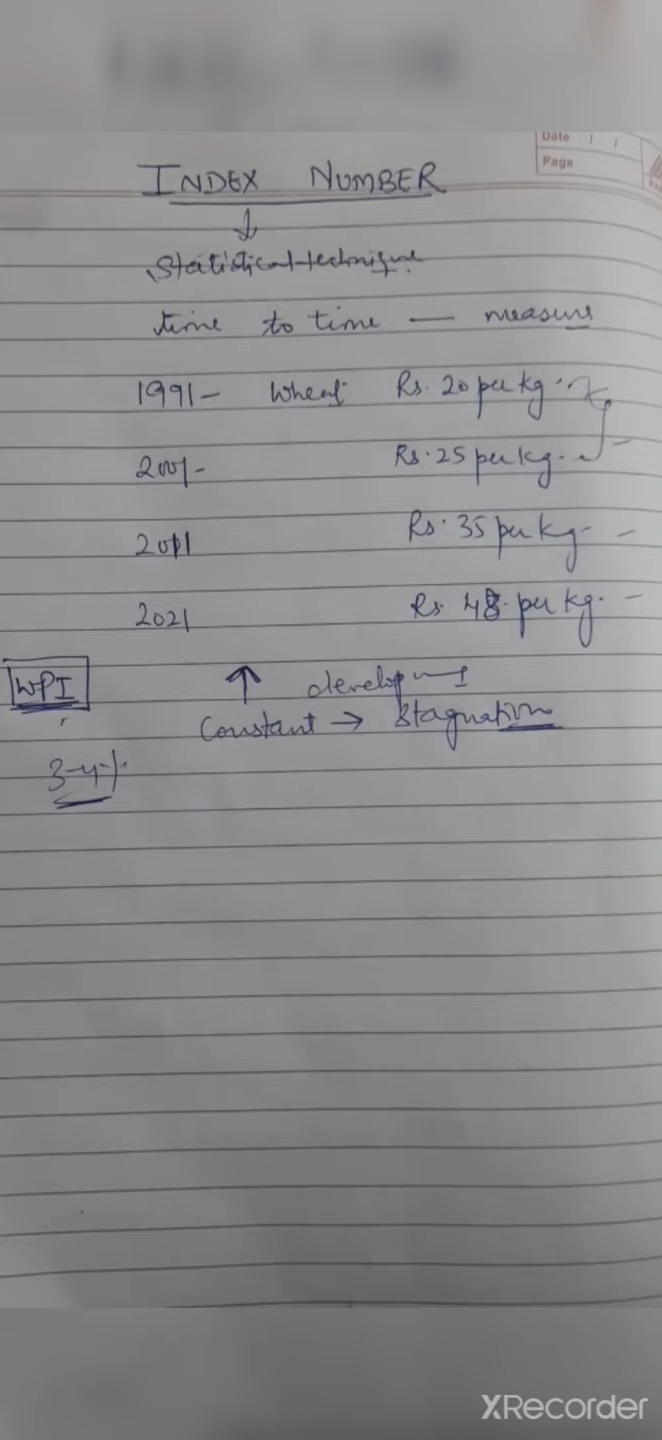 Date / /
Page
INDEX NUMBER
↓
Statistical technique
time to time — measure
1991 - Wheat Rs. 20 per kg.
2001 - Rs. 25 per kg.
2011 Rs. 35 per kg. -
2021 Rs. 48 per kg. -
WPI ↑ development
Constant → Stagnation
3-4%
XRecorder